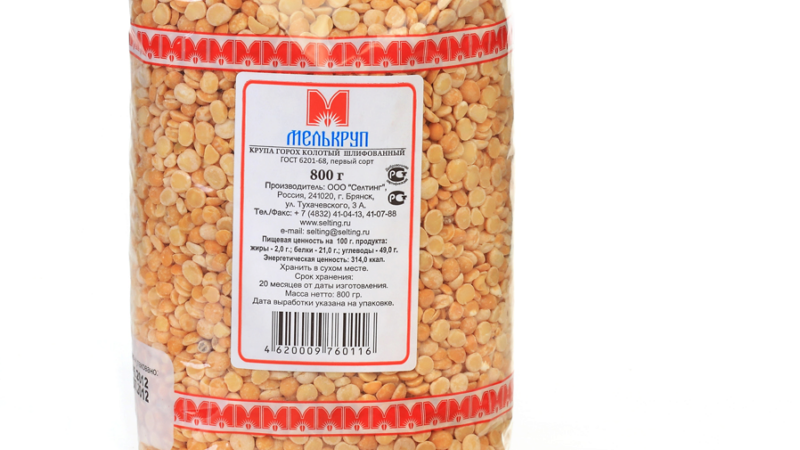 МЕЛЬКРУП
КРУПА ГОРОХ КОЛОТЫЙ ШЛИФОВАННЫЙ
ГОСТ 6201-68, первый сорт
800 г
Производитель: ООО "Селтинг",
Россия, 241020, г. Брянск,
ул. Тухачевского, 3 А.
Тел./Факс: + 7 (4832) 41-04-13, 41-07-88
www.selting.ru
e-mail: selting@selting.ru
Пищевая ценность на 100 г. продукта:
жиры - 2,0 г.; белки - 21,0 г.; углеводы - 49,0 г.
Энергетическая ценность: 314,0 ккал.
Хранить в сухом месте.
Срок хранения:
20 месяцев от даты изготовления.
Масса нетто: 800 гр.
Дата выработки указана на упаковке.
4 620009 760116
2012
2012